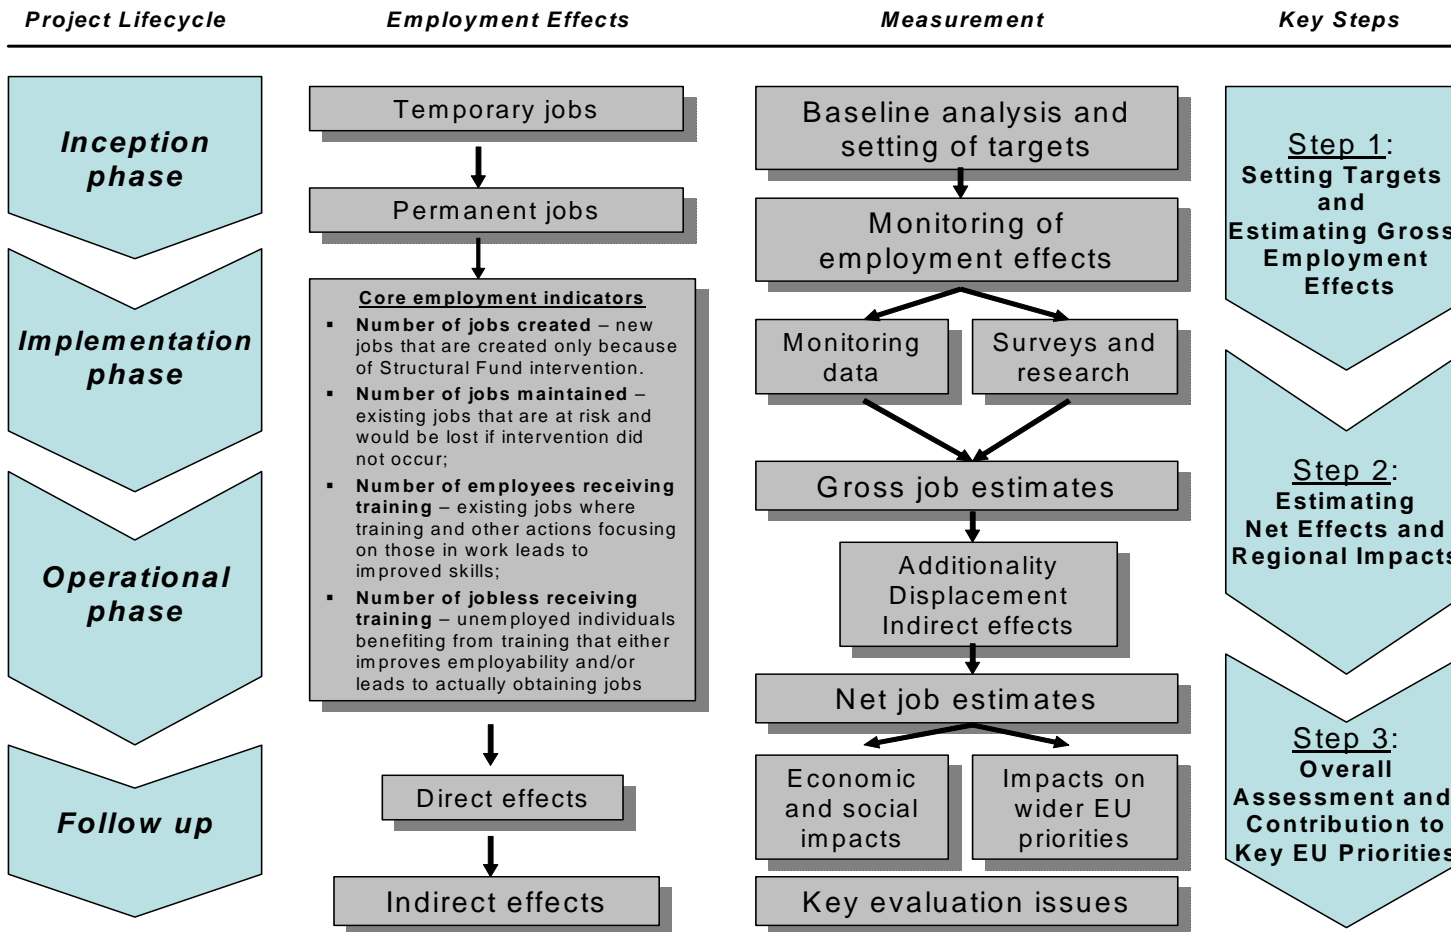 Project Lifecycle
Employment Effects
Measurement
Key Steps
Inception
phase
Implementation
phase
Operational
phase
Follow up
Temporary jobs
Permanent jobs
Core employment indicators
▪ Number of jobs created – new
jobs that are created only because
of Structural Fund intervention.
▪ Number of jobs maintained –
existing jobs that are at risk and
would be lost if intervention did
not occur;
▪ Number of employees receiving
training – existing jobs where
training and other actions focusing
on those in work leads to
improved skills;
▪ Number of jobless receiving
training – unemployed individuals
benefiting from training that either
improves employability and/or
leads to actually obtaining jobs
Direct effects
Indirect effects
Baseline analysis and
setting of targets
Monitoring of
employment effects
Monitoring
data
Surveys and
research
Gross job estimates
Additionality
Displacement
Indirect effects
Net job estimates
Economic
and social
impacts
Impacts on
wider EU
priorities
Key evaluation issues
Step 1:
Setting Targets
and
Estimating Gross
Employment
Effects
Step 2:
Estimating
Net Effects and
Regional Impacts
Step 3:
Overall
Assessment and
Contribution to
Key EU Priorities